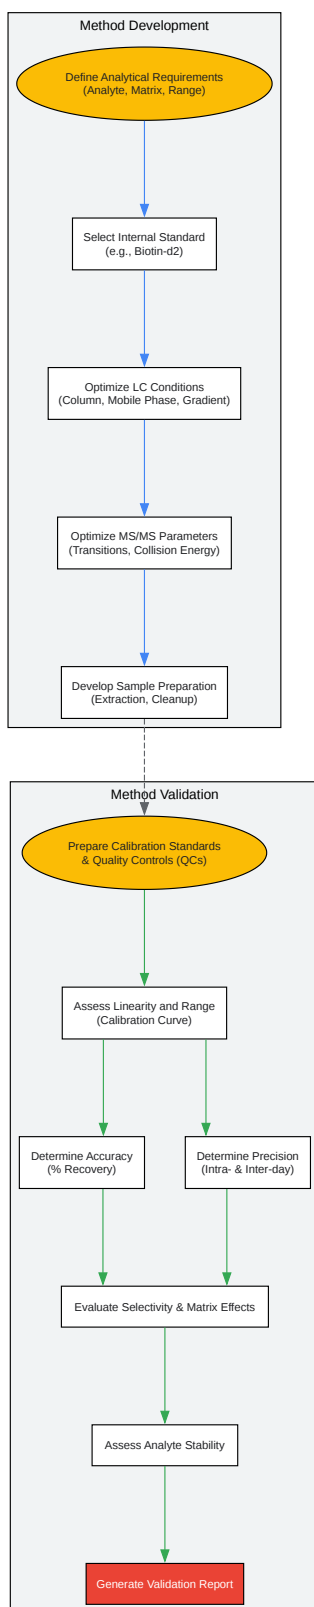 Method Development
Define Analytical Requirements
(Analyte, Matrix, Range)
Select Internal Standard
(e.g., Biotin-d2)
Optimize LC Conditions
(Column, Mobile Phase, Gradient)
Optimize MS/MS Parameters
(Transitions, Collision Energy)
Develop Sample Preparation
(Extraction, Cleanup)
Method Validation
Prepare Calibration Standards
& Quality Controls (QCs)
Assess Linearity and Range
(Calibration Curve)
Determine Accuracy
(% Recovery)
Determine Precision
(Intra- & Inter-day)
Evaluate Selectivity & Matrix Effects
Assess Analyte Stability
Generate Validation Report